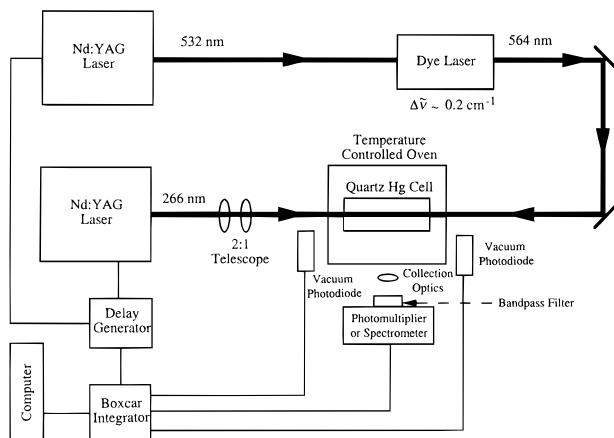 Nd:YAG
Laser
532 nm
Dye Laser
564 nm
Δṽ ~ 0.2 cm⁻¹
Temperature
Controlled Oven
Quartz Hg Cell
Nd:YAG
Laser
266 nm
2:1
Telescope
Vacuum
Photodiode
Collection
Optics
Vacuum
Photodiode
Bandpass Filter
Photomultiplier
or Spectrometer
Delay
Generator
Boxcar
Integrator
Computer